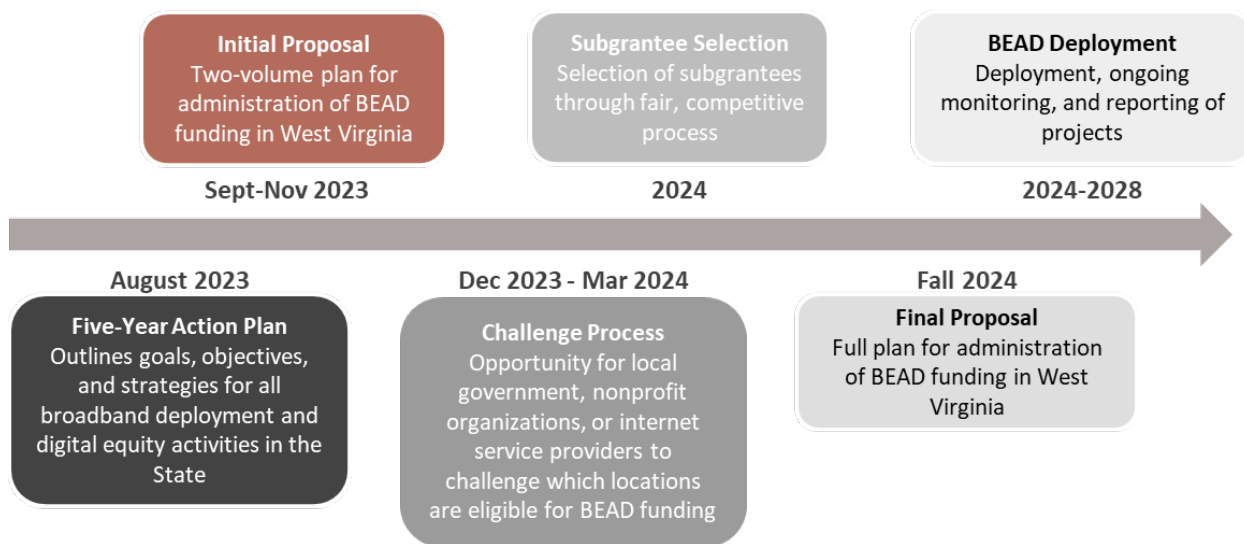 Initial Proposal
Two-volume plan for
administration of BEAD
funding in West Virginia
Subgrantee Selection
Selection of subgrantees
through fair, competitive
process
BEAD Deployment
Deployment, ongoing
monitoring, and reporting of
projects
Sept-Nov 2023
2024
2024-2028
August 2023
Dec 2023 - Mar 2024
Fall 2024
Five-Year Action Plan
Outlines goals, objectives,
and strategies for all
broadband deployment and
digital equity activities in the
State
Challenge Process
Opportunity for local
government, nonprofit
organizations, or internet
service providers to
challenge which locations
are eligible for BEAD funding
Final Proposal
Full plan for administration
of BEAD funding in West
Virginia